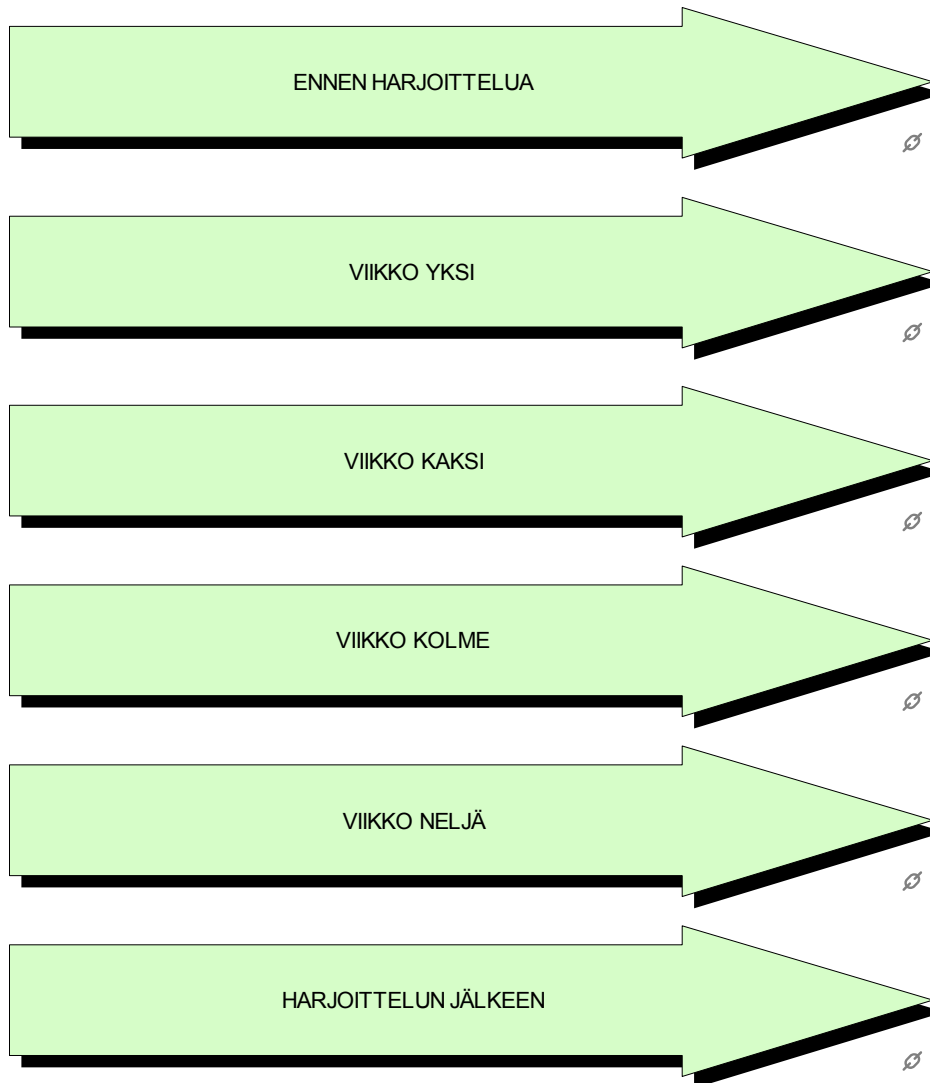 ENNEN HARJOITTELUA
VIIKKO YKSI
VIIKKO KAKSI
VIIKKO KOLME
VIIKKO NELJÄ
HARJOITTELUN JÄLKEEN